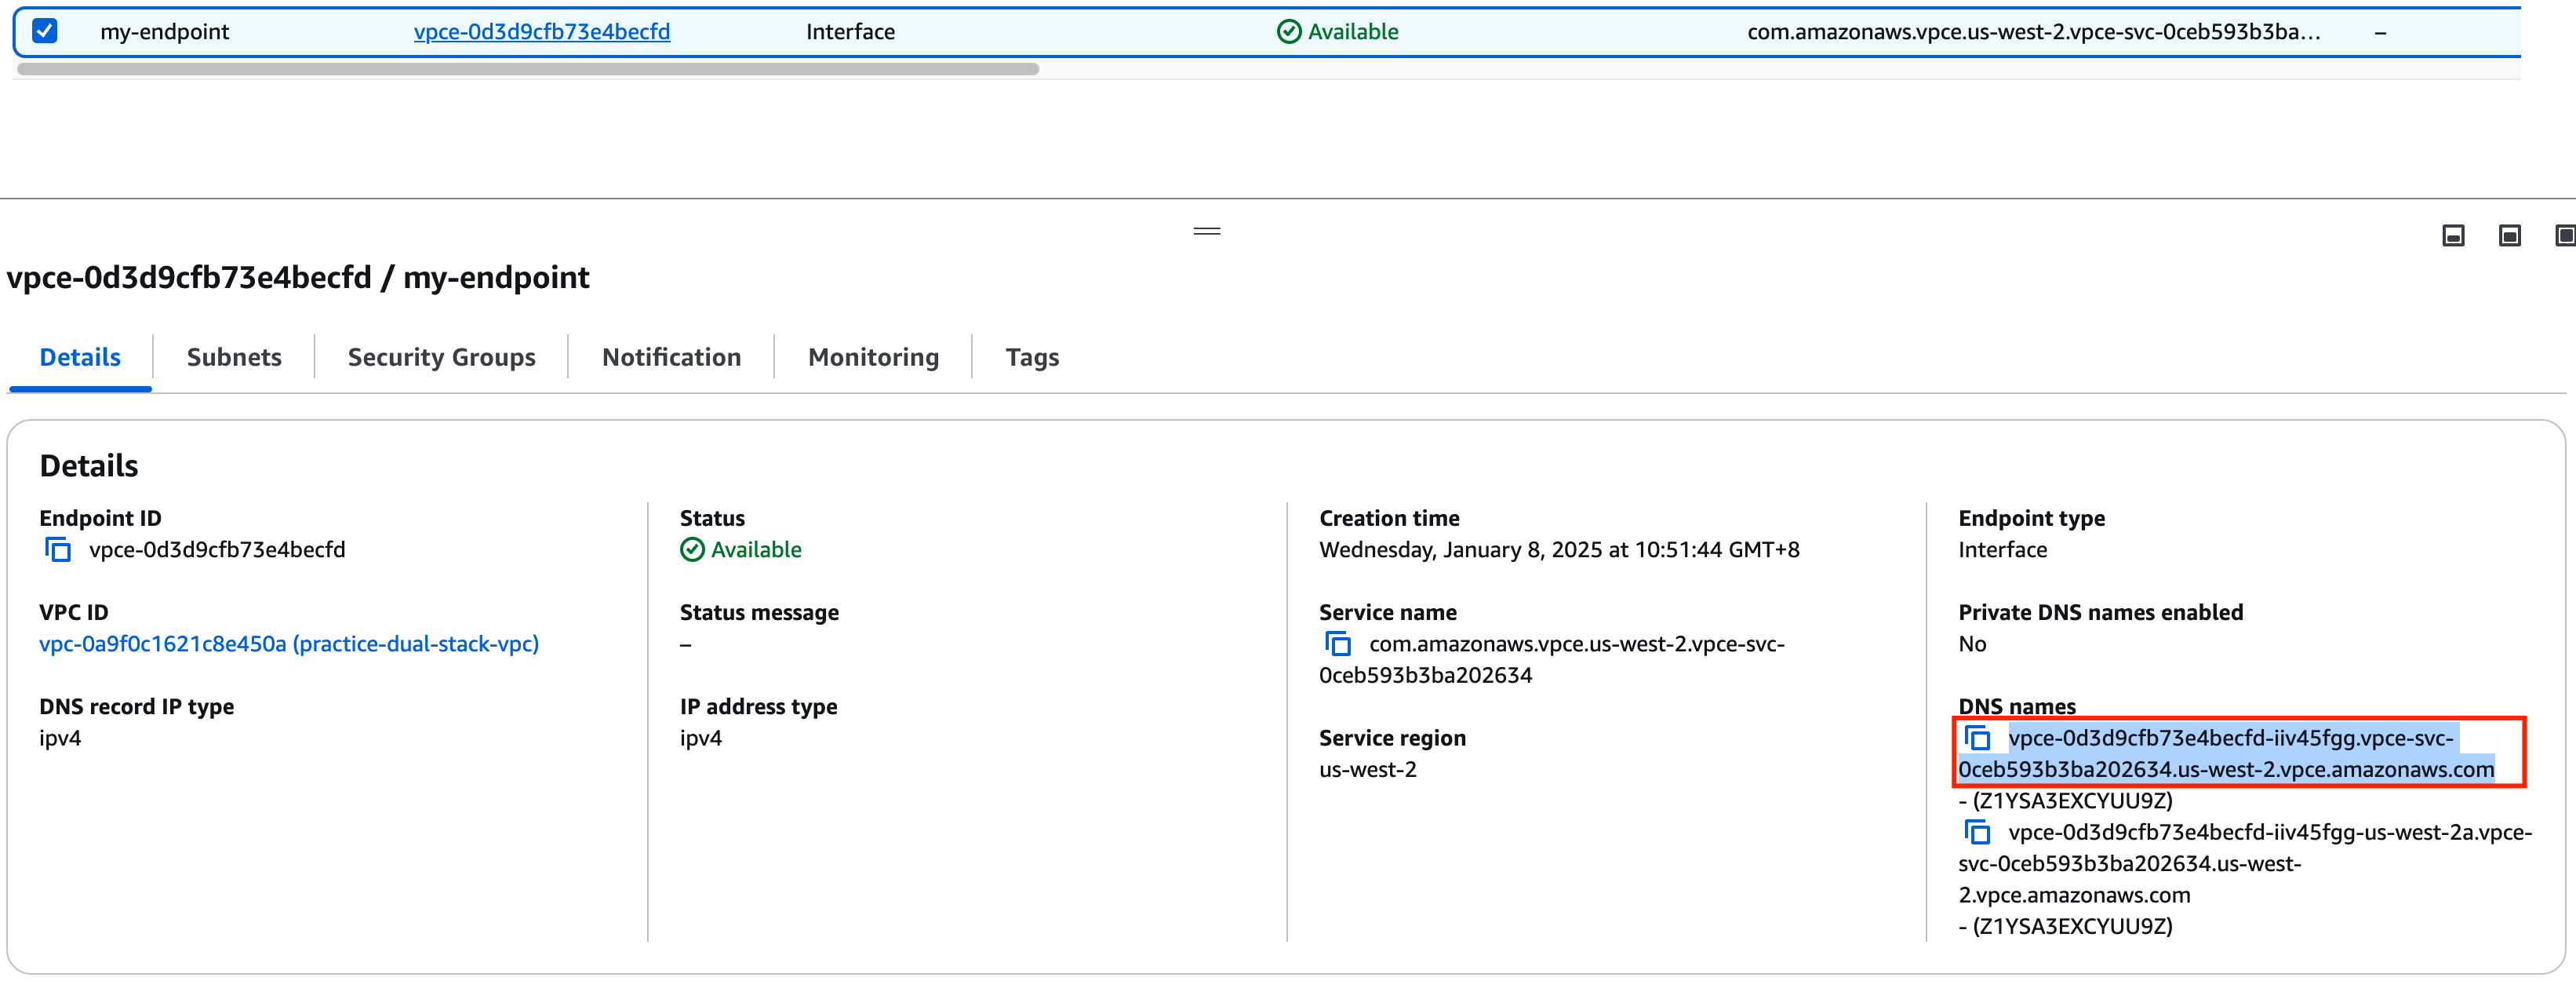 my-endpoint vpce-0d3d9cfb73e4becfd Interface Available com.amazonaws.vpce.us-west-2.vpce-svc-0ceb593b3ba... –
vpce-0d3d9cfb73e4becfd / my-endpoint
Details Subnets Security Groups Notification Monitoring Tags
Details
Endpoint ID
vpce-0d3d9cfb73e4becfd
VPC ID
vpc-0a9f0c1621c8e450a (practice-dual-stack-vpc)
DNS record IP type
ipv4
Status
Available
Status message
–
IP address type
ipv4
Creation time
Wednesday, January 8, 2025 at 10:51:44 GMT+8
Service name
com.amazonaws.vpce.us-west-2.vpce-svc-
0ceb593b3ba202634
Service region
us-west-2
Endpoint type
Interface
Private DNS names enabled
No
DNS names
vpce-0d3d9cfb73e4becfd-iiv45fgg.vpce-svc-
0ceb593b3ba202634.us-west-2.vpce.amazonaws.com
- (Z1YSA3EXCYUU9Z)
vpce-0d3d9cfb73e4becfd-iiv45fgg-us-west-2a.vpce-
svc-0ceb593b3ba202634.us-west-
2.vpce.amazonaws.com
- (Z1YSA3EXCYUU9Z)